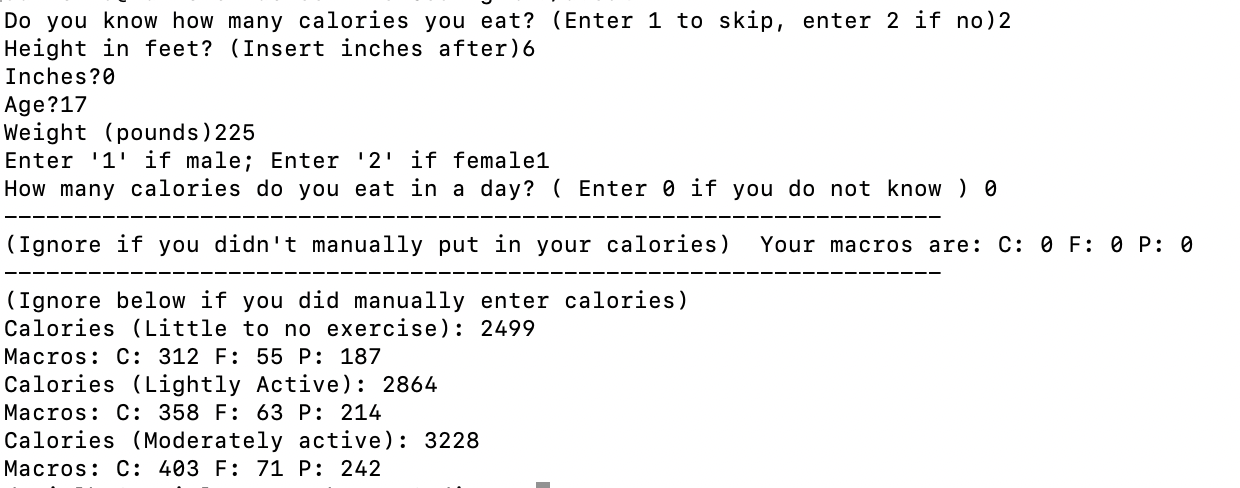 Do you know how many calories you eat? (Enter 1 to skip, enter 2 if no)2
Height in feet? (Insert inches after)6
Inches?0
Age?17
Weight (pounds)225
Enter '1' if male; Enter '2' if female1
How many calories do you eat in a day? ( Enter 0 if you do not know ) 0
-------------------------------------------------------------------
(Ignore if you didn't manually put in your calories)  Your macros are: C: 0 F: 0 P: 0
-------------------------------------------------------------------
(Ignore below if you did manually enter calories)
Calories (Little to no exercise): 2499
Macros: C: 312 F: 55 P: 187
Calories (Lightly Active): 2864
Macros: C: 358 F: 63 P: 214
Calories (Moderately active): 3228
Macros: C: 403 F: 71 P: 242